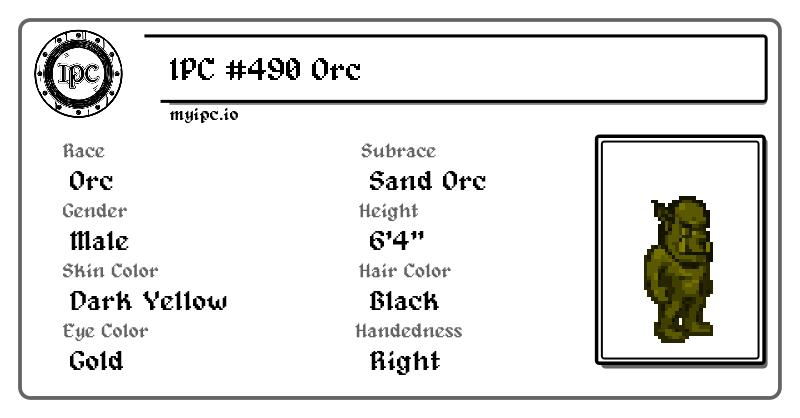 IPC
IPC #490 Orc
myipc.io
Race
Subrace
Orc
Sand Orc
Gender
Height
Male
6'4"
Skin Color
Hair Color
Dark Yellow
Black
Eye Color
Handedness
Gold
Right